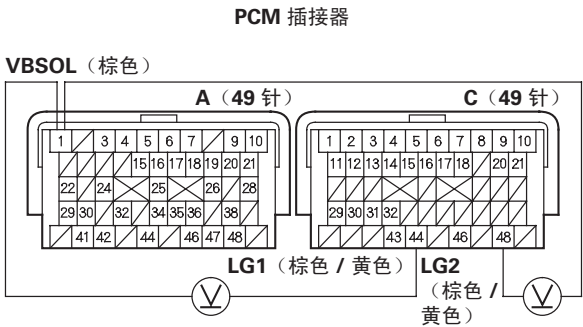 PCM 插接器
VBSOL（棕色）
A（49 针）
C（49 针）
1 3 4 5 6 7 9 10
15 16 17 18 19 20 21
22 24 25 26 28
29 30 32 34 35 36 38
41 42 44 46 47 48
1 2 3 4 5 6 7 8 9 10
11 12 13 14 15 16 17 18 20 21
29 30 31 32
43 44 46 48
LG1（棕色 / 黄色）
LG2
（棕色 /
黄色）
V
V